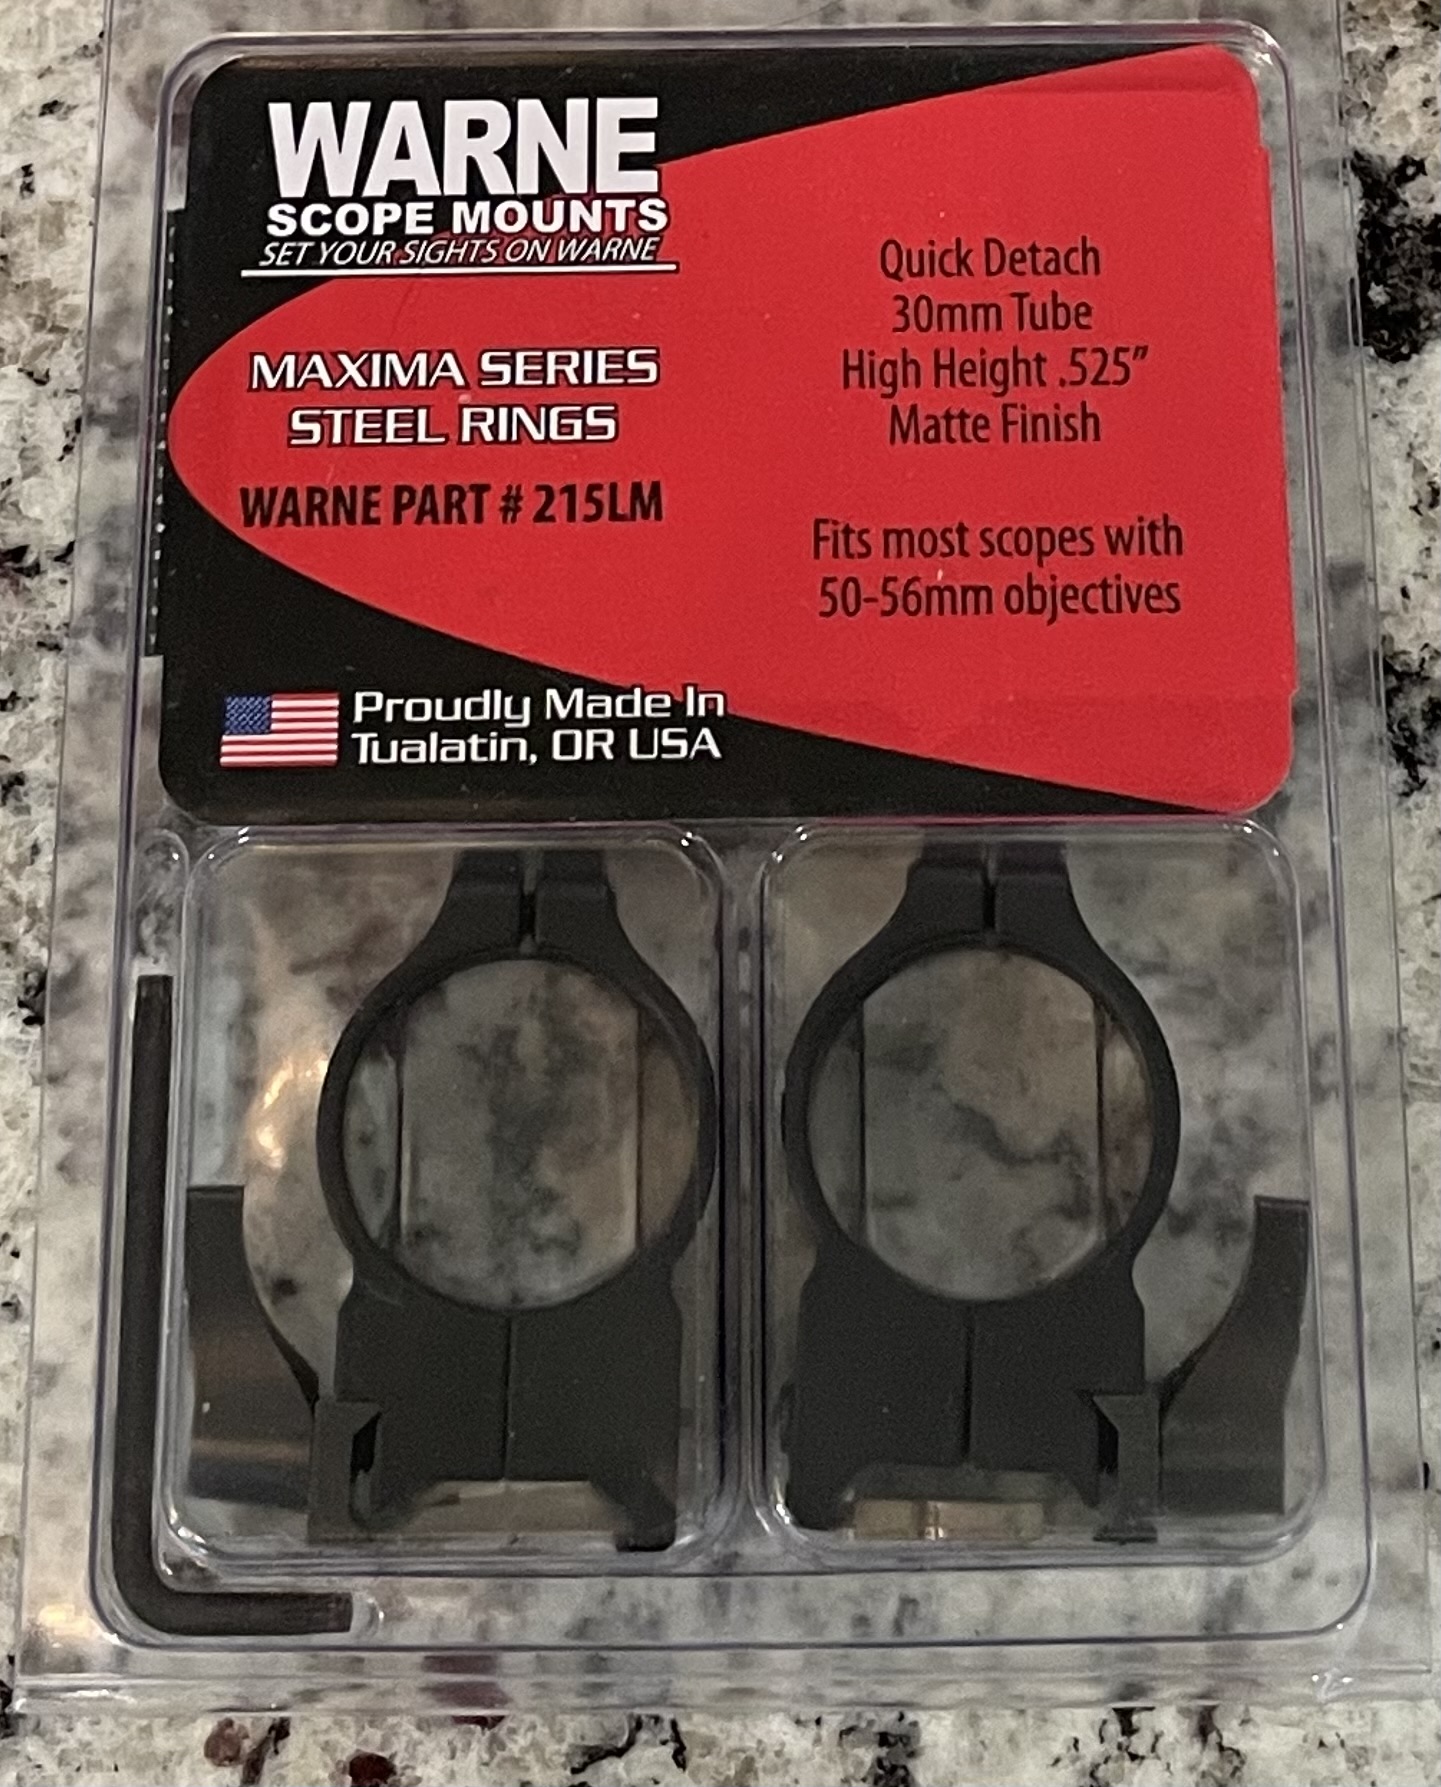 WARNE
SCOPE MOUNTS
SET YOUR SIGHTS ON WARNE
MAXIMA SERIES
STEEL RINGS
WARNE PART # 215LM
Quick Detach
30mm Tube
High Height .525”
Matte Finish
Fits most scopes with
50-56mm objectives
Proudly Made In
Tualatin, OR USA